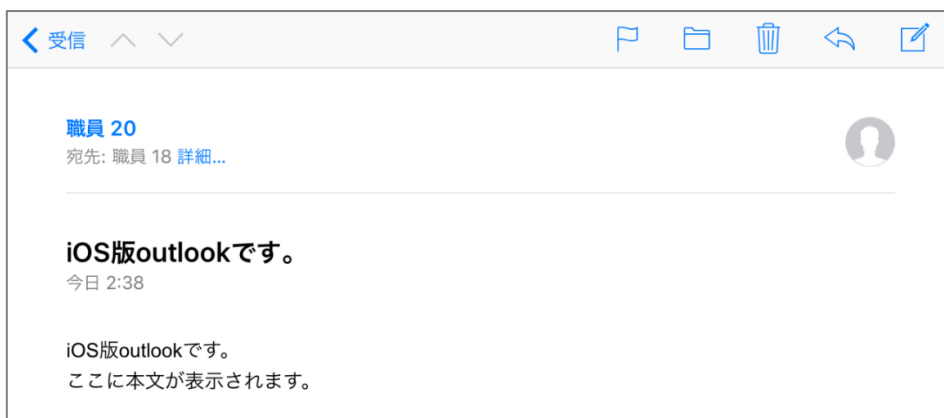 受信
職員 20
宛先: 職員 18 詳細...
iOS版outlookです。
今日 2:38
iOS版outlookです。
ここに本文が表示されます。